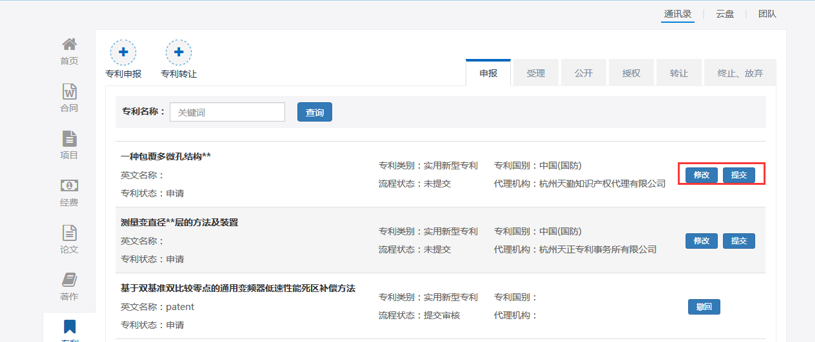 通讯录 云盘 团队
首页
合同
项目
经费
论文
著作
专利
专利申报 专利转让
申报 受理 公开 授权 转让 终止、放弃
专利名称： 关键词 查询
一种包覆多微孔结构**
英文名称：
专利状态：申请
专利类别：实用新型专利 专利国别：中国(国防)
流程状态：未提交 代理机构：杭州天勤知识产权代理有限公司
修改 提交
测量变直径**层的方法及装置
英文名称：
专利状态：申请
专利类别：实用新型专利 专利国别：中国(国防)
流程状态：未提交 代理机构：杭州天正专利事务所有限公司
修改 提交
基于双基准双比较零点的通用变频器低速性能死区补偿方法
英文名称：patent
专利状态：申请
专利类别：实用新型专利 专利国别：
流程状态：提交审核 代理机构：
撤回